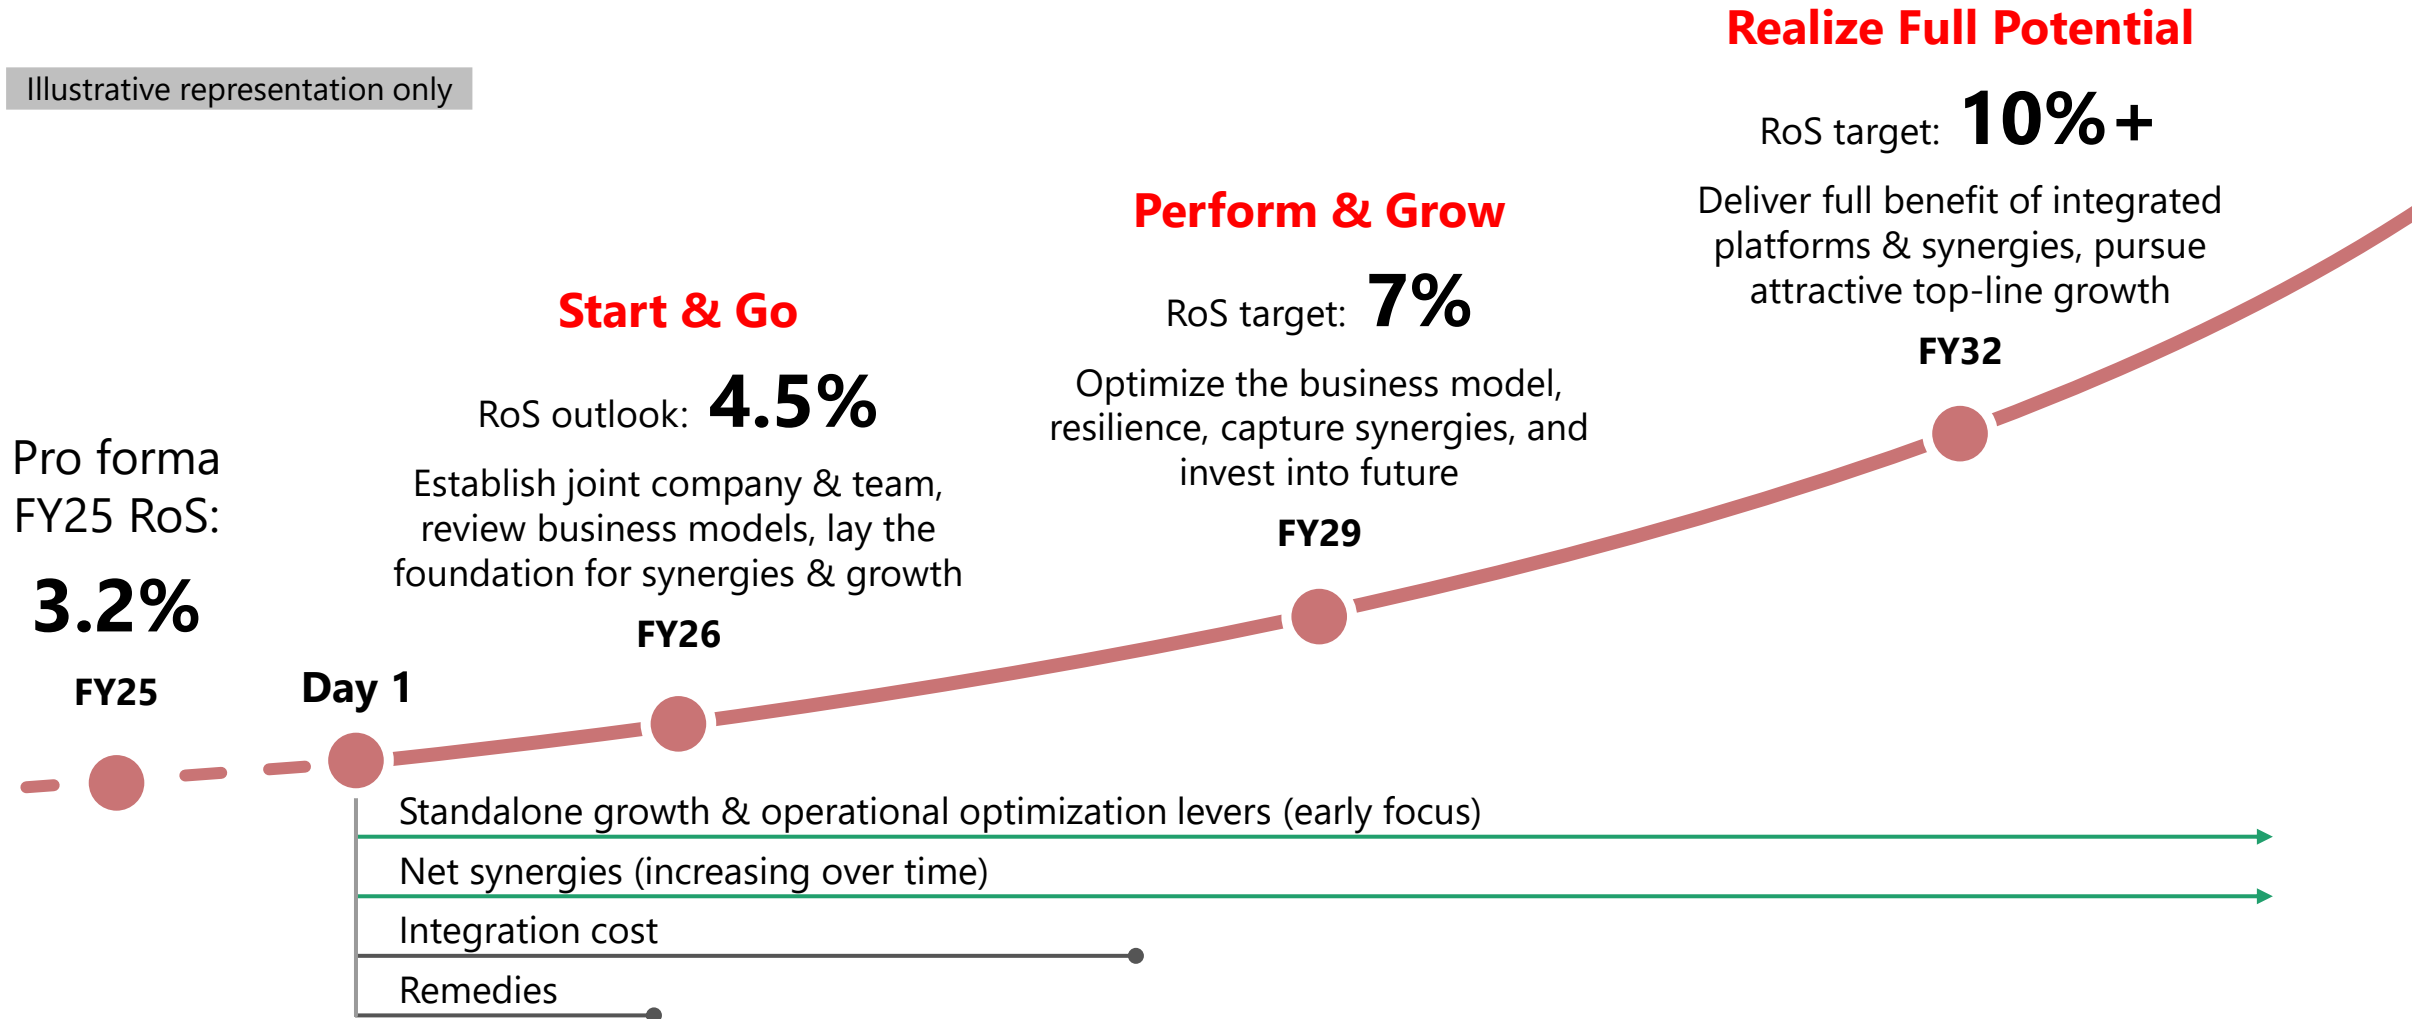 Illustrative representation only
Pro forma
FY25 RoS:
3.2%
FY25
Day 1
Start & Go
RoS outlook: 4.5%
Establish joint company & team,
review business models, lay the
foundation for synergies & growth
FY26
Perform & Grow
RoS target: 7%
Optimize the business model,
resilience, capture synergies, and
invest into future
FY29
Realize Full Potential
RoS target: 10%+
Deliver full benefit of integrated
platforms & synergies, pursue
attractive top-line growth
FY32
Standalone growth & operational optimization levers (early focus)
Net synergies (increasing over time)
Integration cost
Remedies